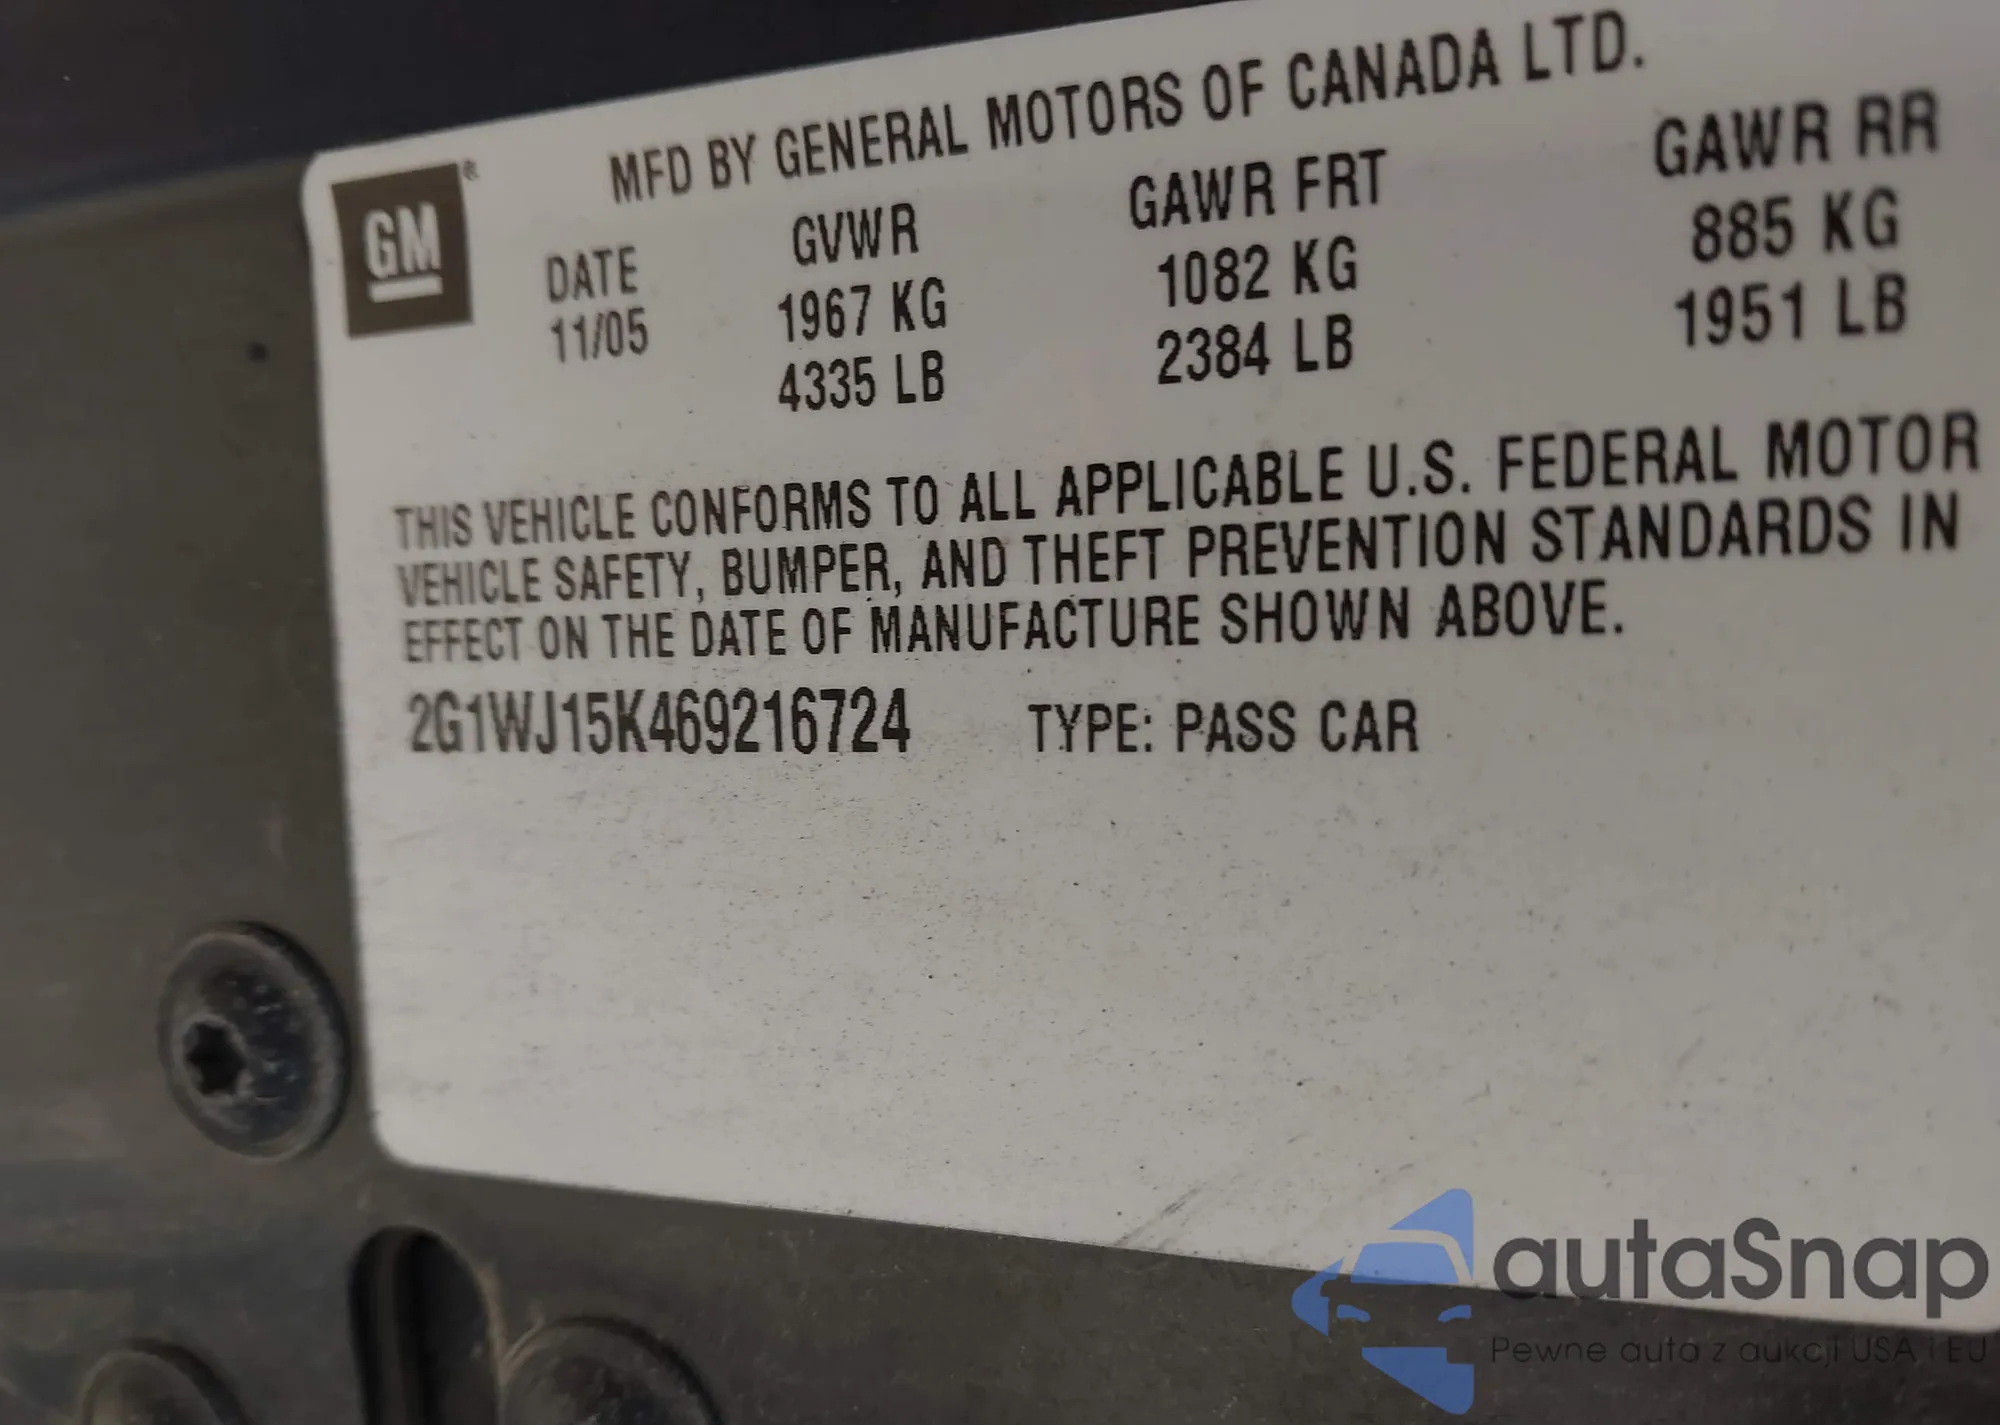 MFD BY GENERAL MOTORS OF CANADA LTD.
GM®
DATE GVWR GAWR FRT GAWR RR
11/05 1967 KG 1082 KG 885 KG
4335 LB 2384 LB 1951 LB
THIS VEHICLE CONFORMS TO ALL APPLICABLE U.S. FEDERAL MOTOR
VEHICLE SAFETY, BUMPER, AND THEFT PREVENTION STANDARDS IN
EFFECT ON THE DATE OF MANUFACTURE SHOWN ABOVE.
2G1WJ15K469216724 TYPE: PASS CAR
autaSnap
Pewne auta z aukcji USA i EU